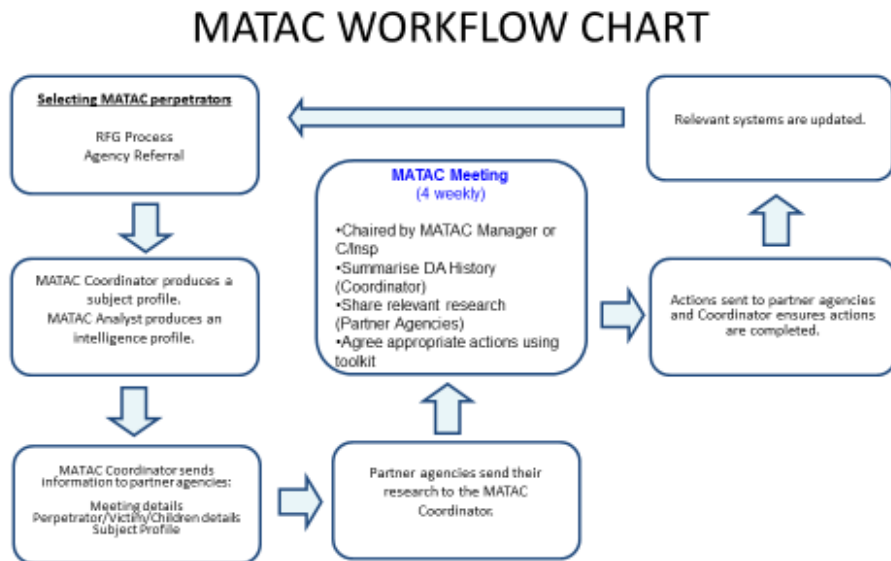 MATAC WORKFLOW CHART
Selecting MATAC perpetrators
RFG Process
Agency Referral
MATAC Coordinator produces a
subject profile.
MATAC Analyst produces an
intelligence profile.
MATAC Coordinator sends
information to partner agencies:
Meeting details
Perpetrator/Victim/Children details
Subject Profile
Partner agencies send their
research to the MATAC
Coordinator.
MATAC Meeting
(4 weekly)
•Chaired by MATAC Manager or
C/Insp
•Summarise DA History
(Coordinator)
•Share relevant research
(Partner Agencies)
•Agree appropriate actions using
toolkit
Actions sent to partner agencies
and Coordinator ensures actions
are completed.
Relevant systems are updated.